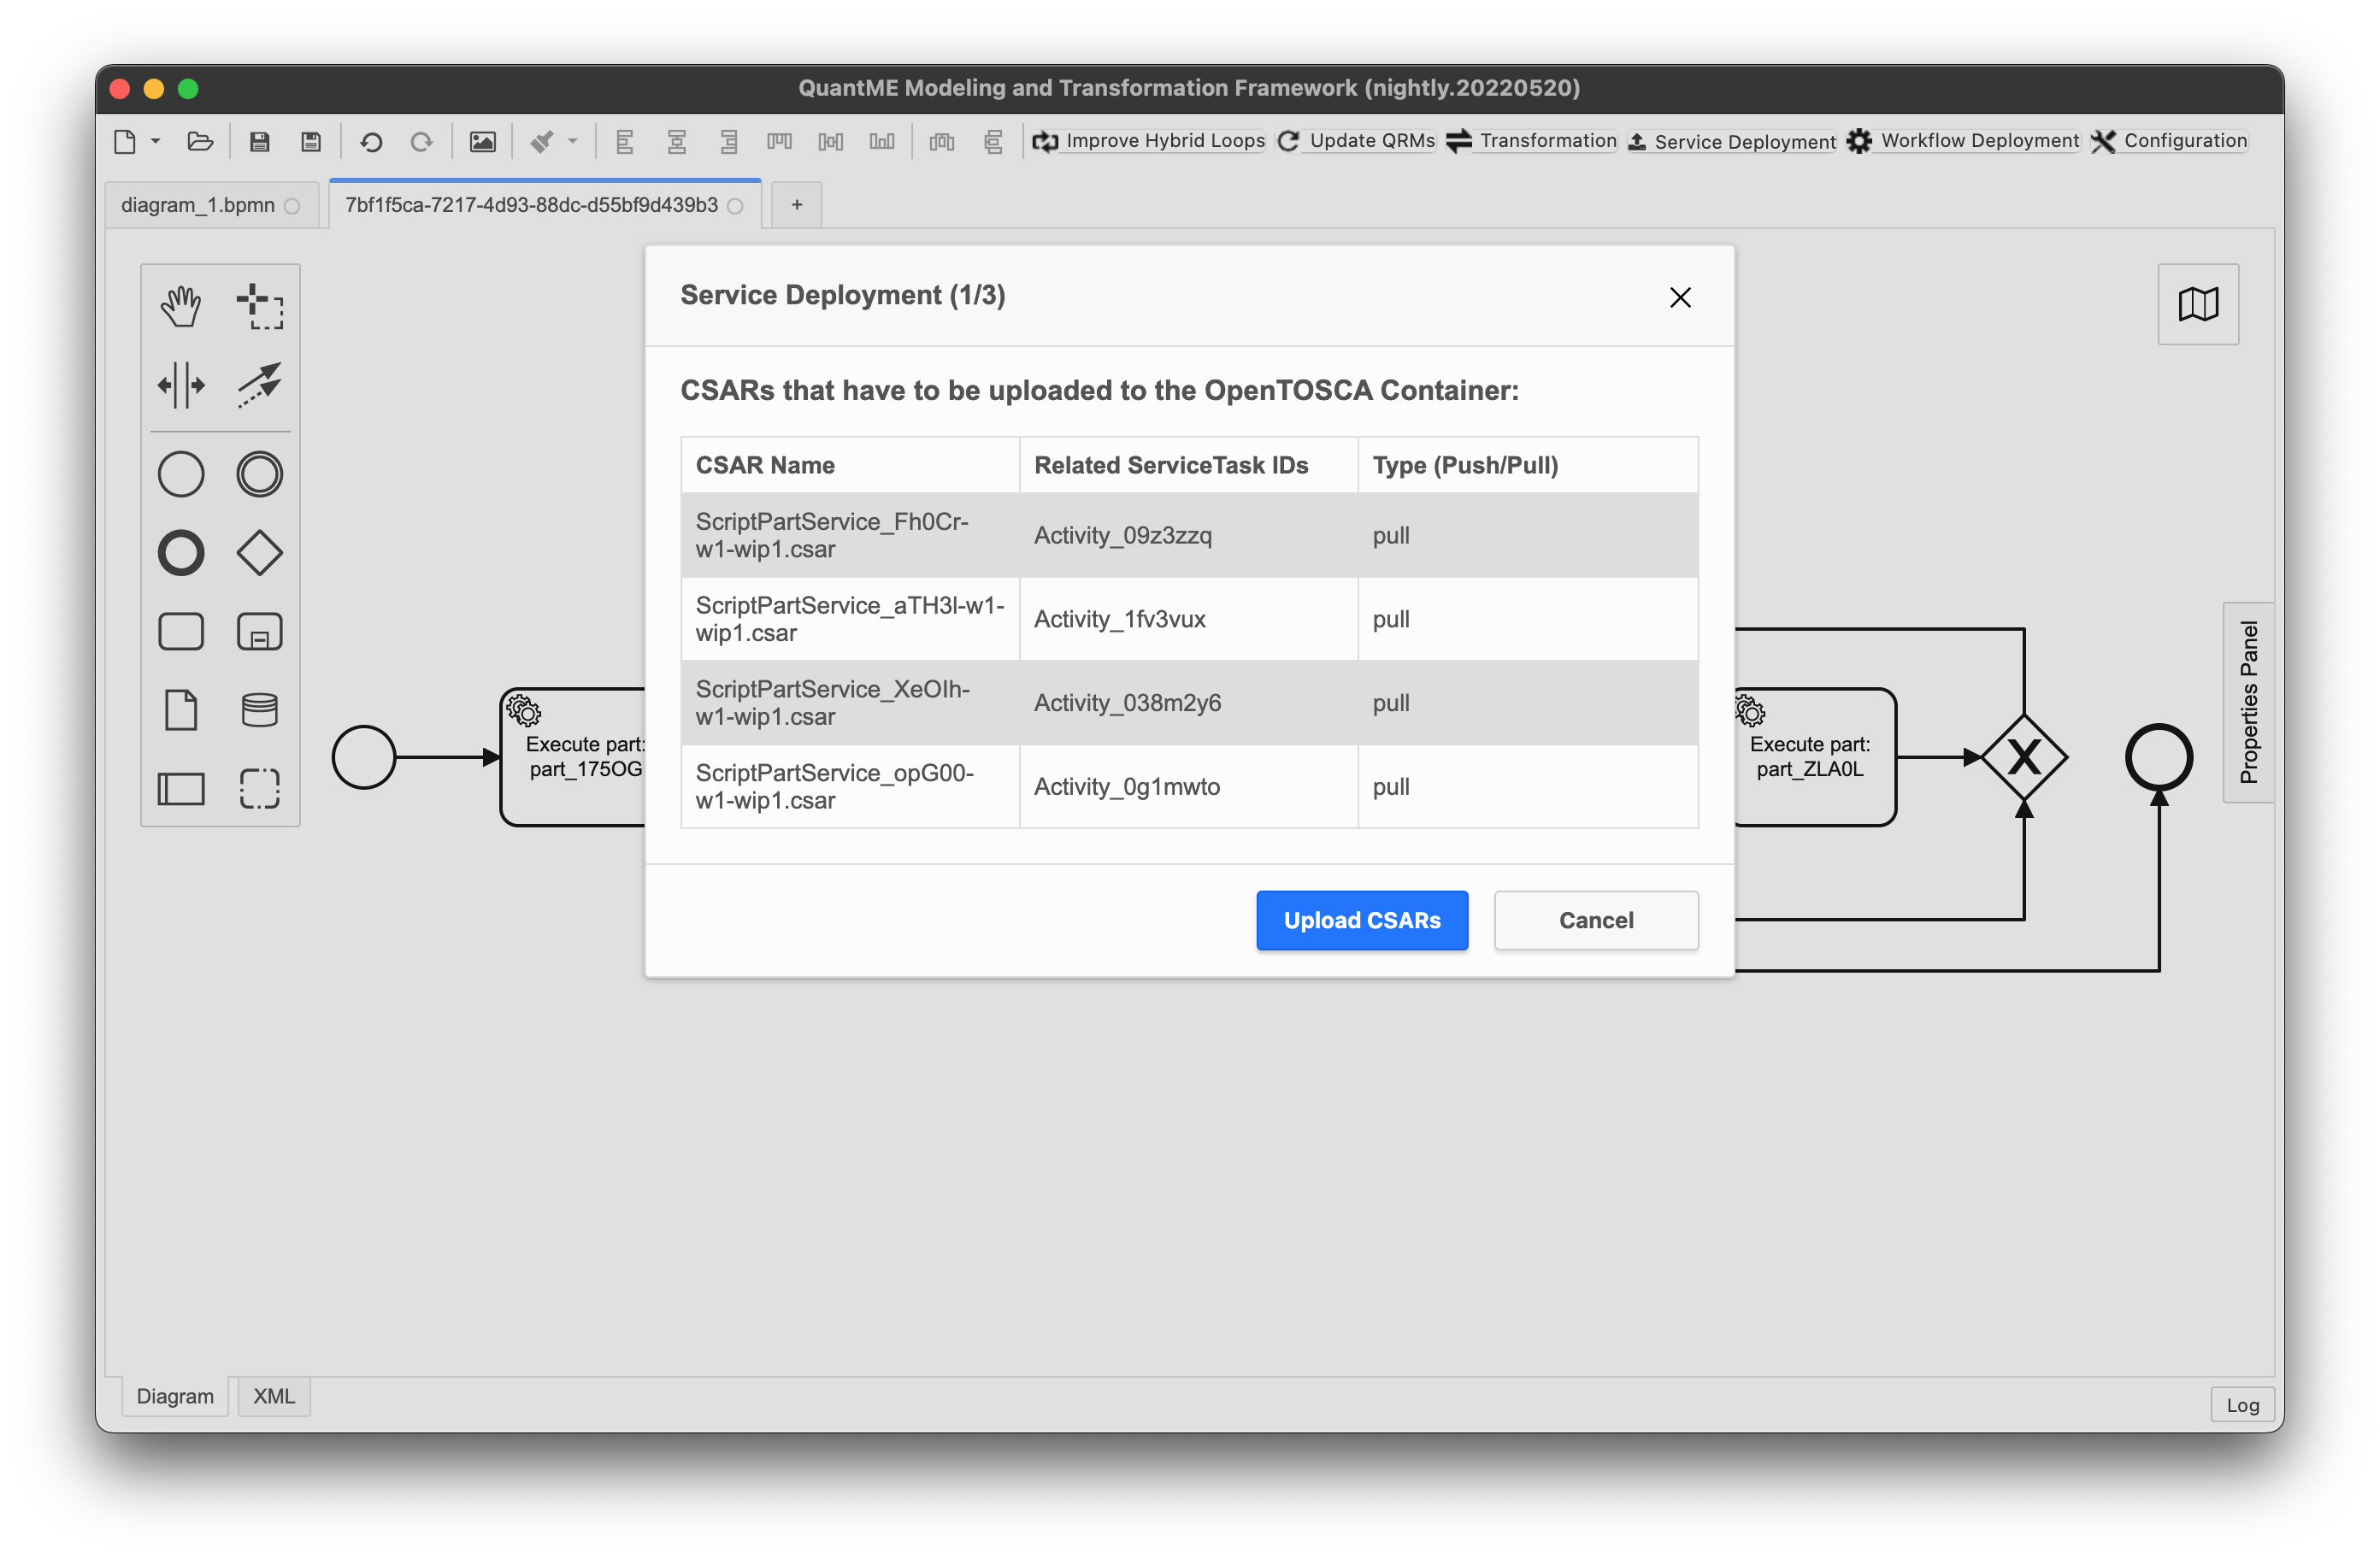 QuantME Modeling and Transformation Framework (nightly.20220520)
Improve Hybrid Loops Update QRMs Transformation Service Deployment Workflow Deployment Configuration
diagram_1.bpmn 7bf1f5ca-7217-4d93-88dc-d55bf9d439b3 +
Service Deployment (1/3)
CSARs that have to be uploaded to the OpenTOSCA Container:
CSAR Name Related ServiceTask IDs Type (Push/Pull)
ScriptPartService_Fh0Cr-
w1-wip1.csar
Activity_09z3zzq
pull
ScriptPartService_aTH3l-w1-
wip1.csar
Activity_1fv3vux
pull
ScriptPartService_XeOIh-
w1-wip1.csar
Activity_038m2y6
pull
ScriptPartService_opG00-
w1-wip1.csar
Activity_0g1mwto
pull
Upload CSARs Cancel
Execute part:
part_175OG
Execute part:
part_ZLA0L
Properties Panel
Diagram XML
Log